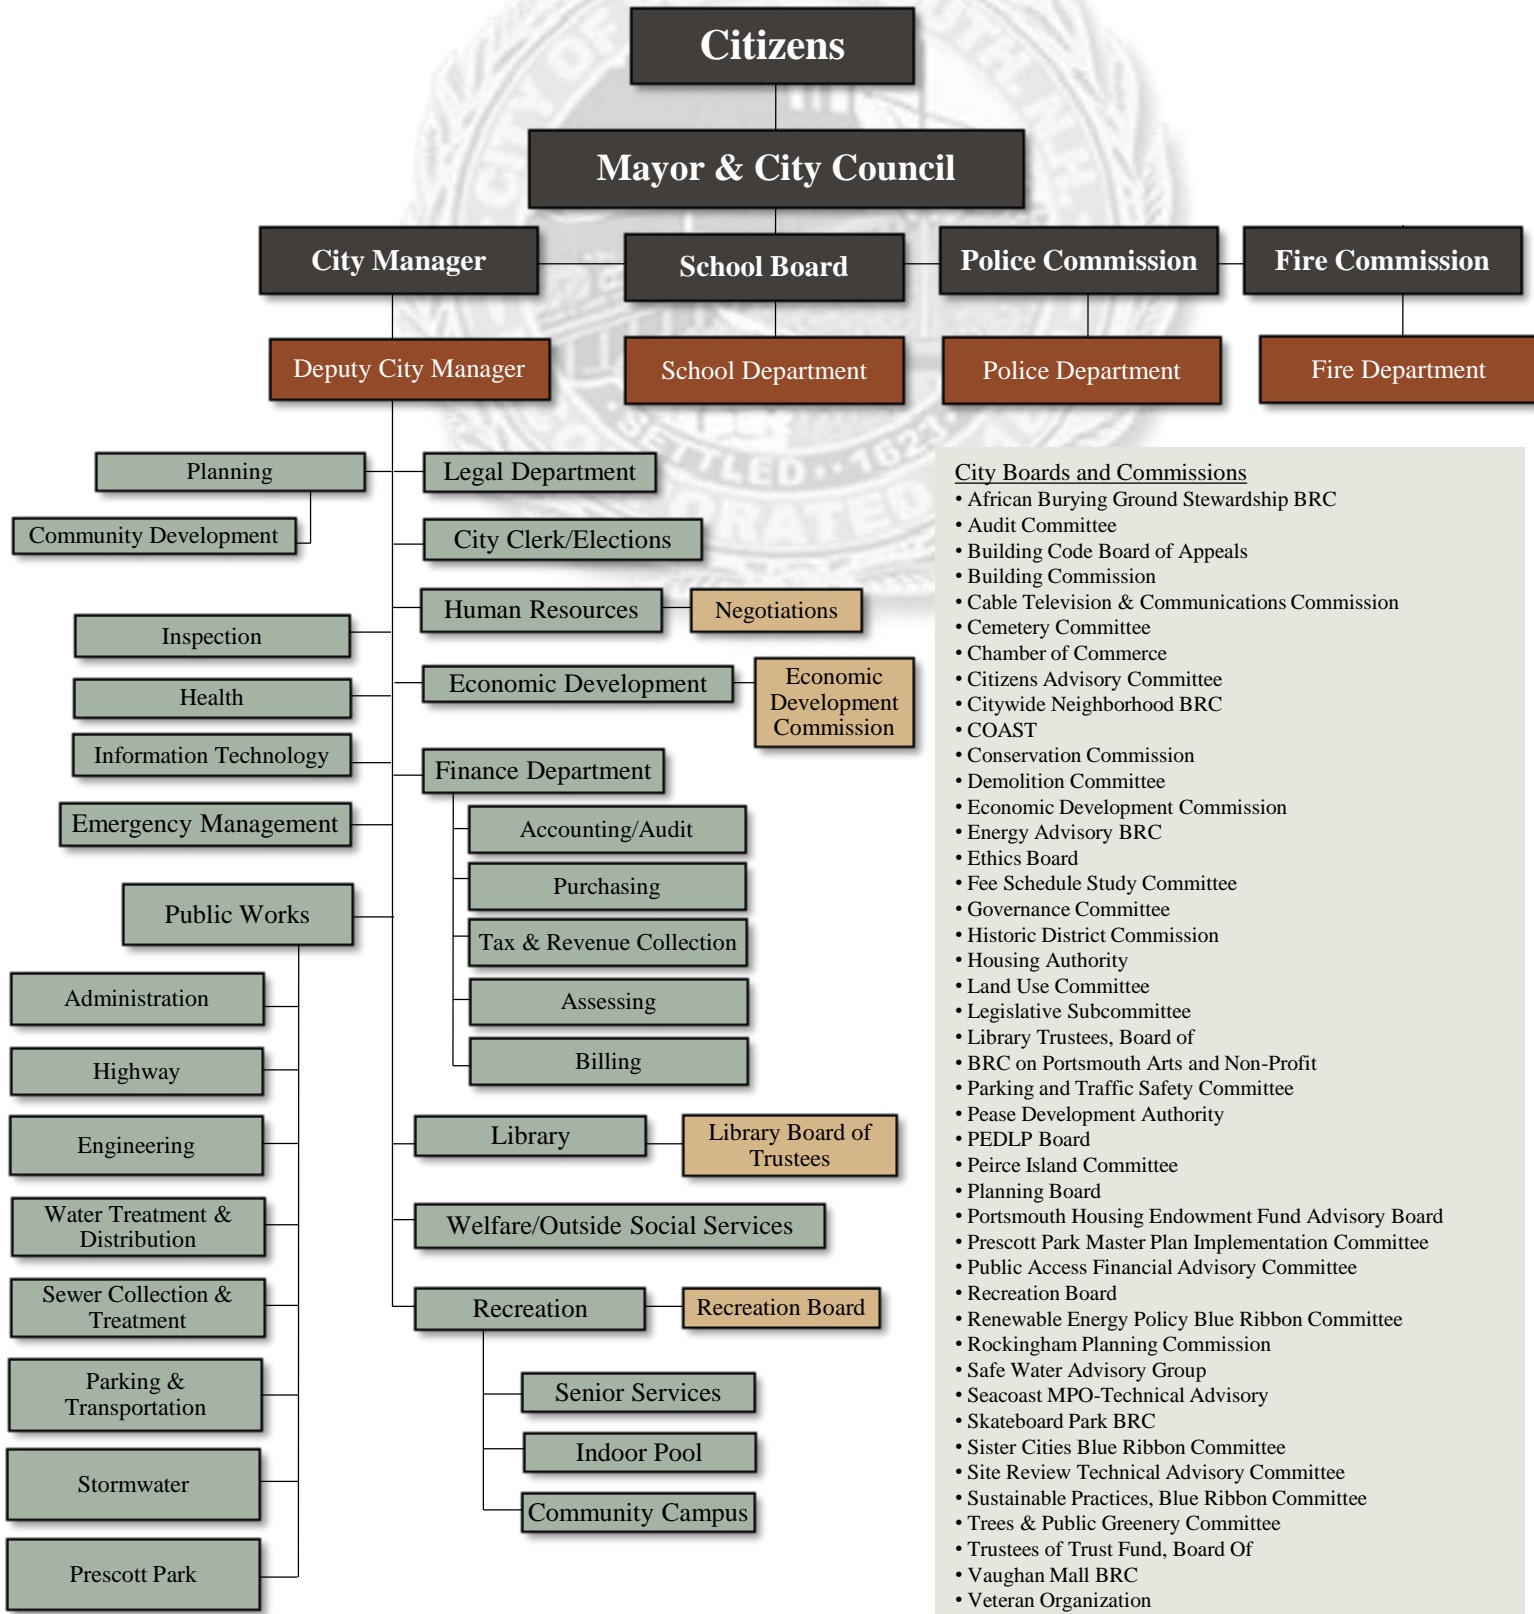 Citizens
Mayor & City Council
City Manager
School Board
Police Commission
Fire Commission
Deputy City Manager
School Department
Police Department
Fire Department
Planning
Legal Department
Community Development
City Clerk/Elections
Human Resources
Negotiations
Inspection
Economic Development
Economic
Development
Commission
Health
Information Technology
Finance Department
Emergency Management
Accounting/Audit
Purchasing
Tax & Revenue Collection
Assessing
Billing
Public Works
Administration
Highway
Engineering
Water Treatment &
Distribution
Sewer Collection &
Treatment
Parking &
Transportation
Stormwater
Prescott Park
Library
Library Board of
Trustees
Welfare/Outside Social Services
Recreation
Recreation Board
Senior Services
Indoor Pool
Community Campus
City Boards and Commissions
• African Burying Ground Stewardship BRC
• Audit Committee
• Building Code Board of Appeals
• Building Commission
• Cable Television & Communications Commission
• Cemetery Committee
• Chamber of Commerce
• Citizens Advisory Committee
• Citywide Neighborhood BRC
• COAST
• Conservation Commission
• Demolition Committee
• Economic Development Commission
• Energy Advisory BRC
• Ethics Board
• Fee Schedule Study Committee
• Governance Committee
• Historic District Commission
• Housing Authority
• Land Use Committee
• Legislative Subcommittee
• Library Trustees, Board of
• BRC on Portsmouth Arts and Non-Profit
• Parking and Traffic Safety Committee
• Pease Development Authority
• PEDLP Board
• Peirce Island Committee
• Planning Board
• Portsmouth Housing Endowment Fund Advisory Board
• Prescott Park Master Plan Implementation Committee
• Public Access Financial Advisory Committee
• Recreation Board
• Renewable Energy Policy Blue Ribbon Committee
• Rockingham Planning Commission
• Safe Water Advisory Group
• Seacoast MPO-Technical Advisory
• Skateboard Park BRC
• Sister Cities Blue Ribbon Committee
• Site Review Technical Advisory Committee
• Sustainable Practices, Blue Ribbon Committee
• Trees & Public Greenery Committee
• Trustees of Trust Fund, Board Of
• Vaughan Mall BRC
• Veteran Organization
CITY OF
N.H.
SETTLED • • 1623